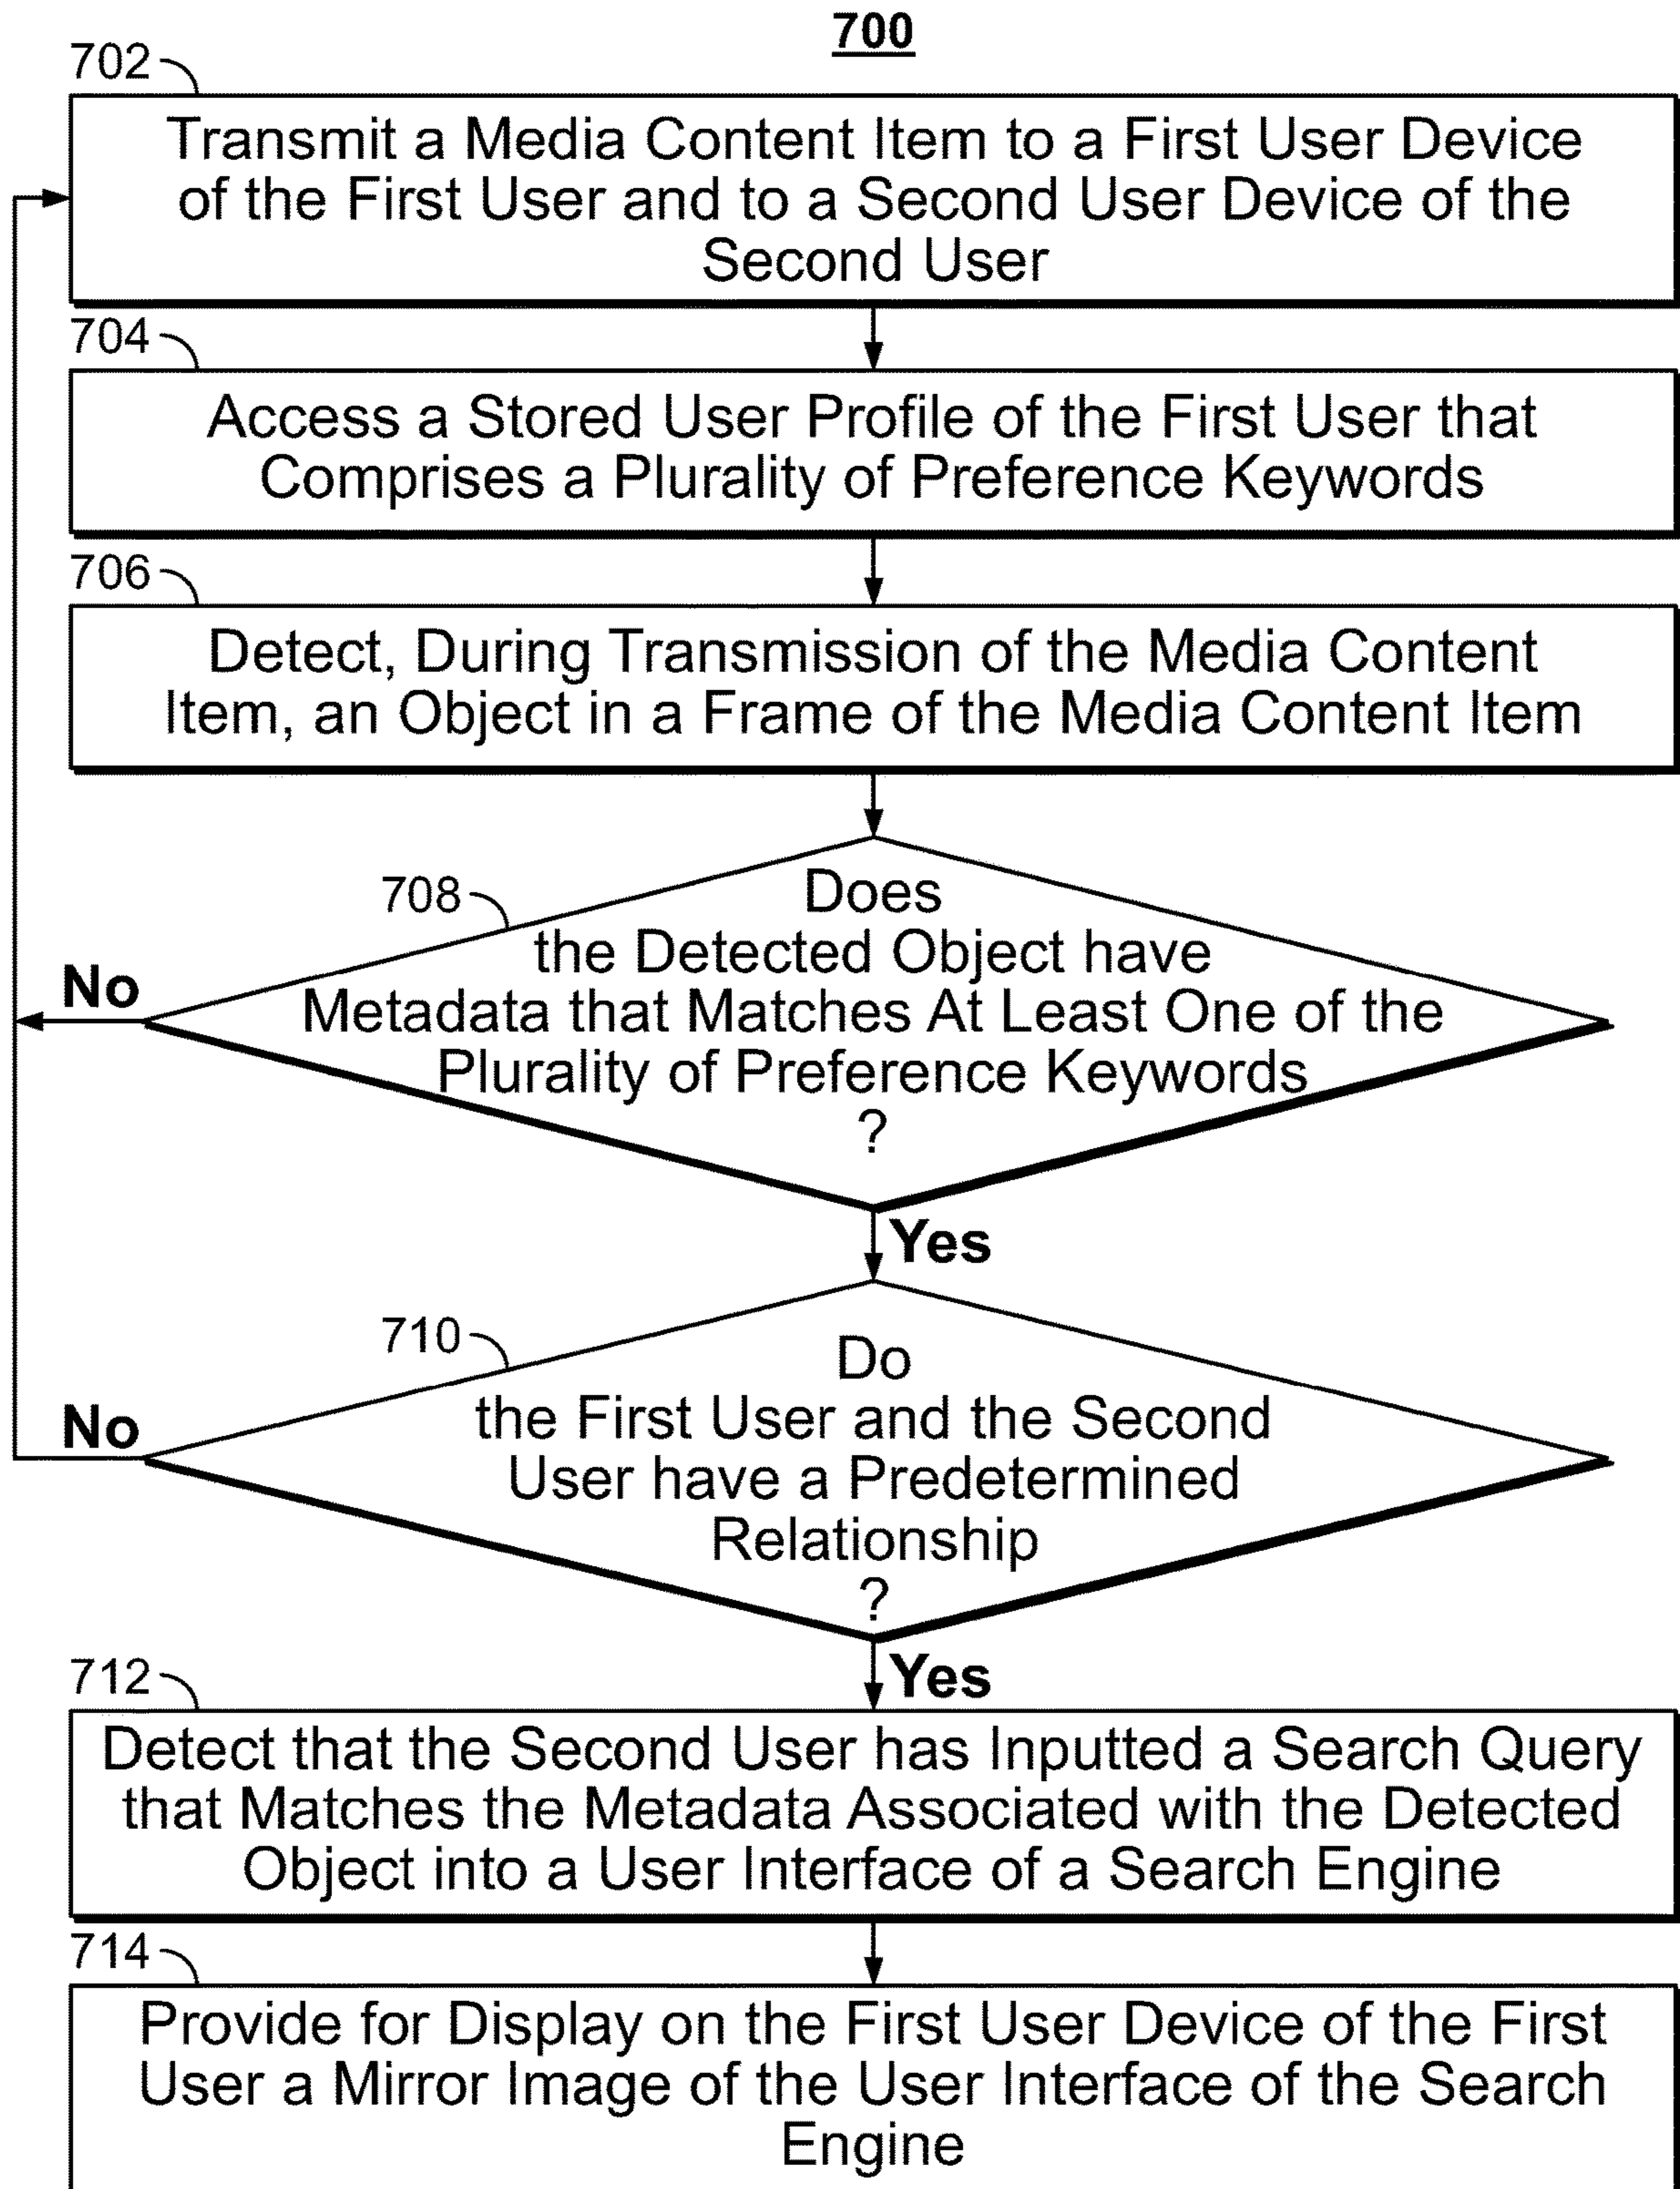 700
702
Transmit a Media Content Item to a First User Device
of the First User and to a Second User Device of the
Second User
704
Access a Stored User Profile of the First User that
Comprises a Plurality of Preference Keywords
706
Detect, During Transmission of the Media Content
Item, an Object in a Frame of the Media Content Item
708
Does
the Detected Object have
Metadata that Matches At Least One of the
Plurality of Preference Keywords
?
No
Yes
710
Do
the First User and the Second
User have a Predetermined
Relationship
?
No
Yes
712
Detect that the Second User has Inputted a Search Query
that Matches the Metadata Associated with the Detected
Object into a User Interface of a Search Engine
714
Provide for Display on the First User Device of the First
User a Mirror Image of the User Interface of the Search
Engine